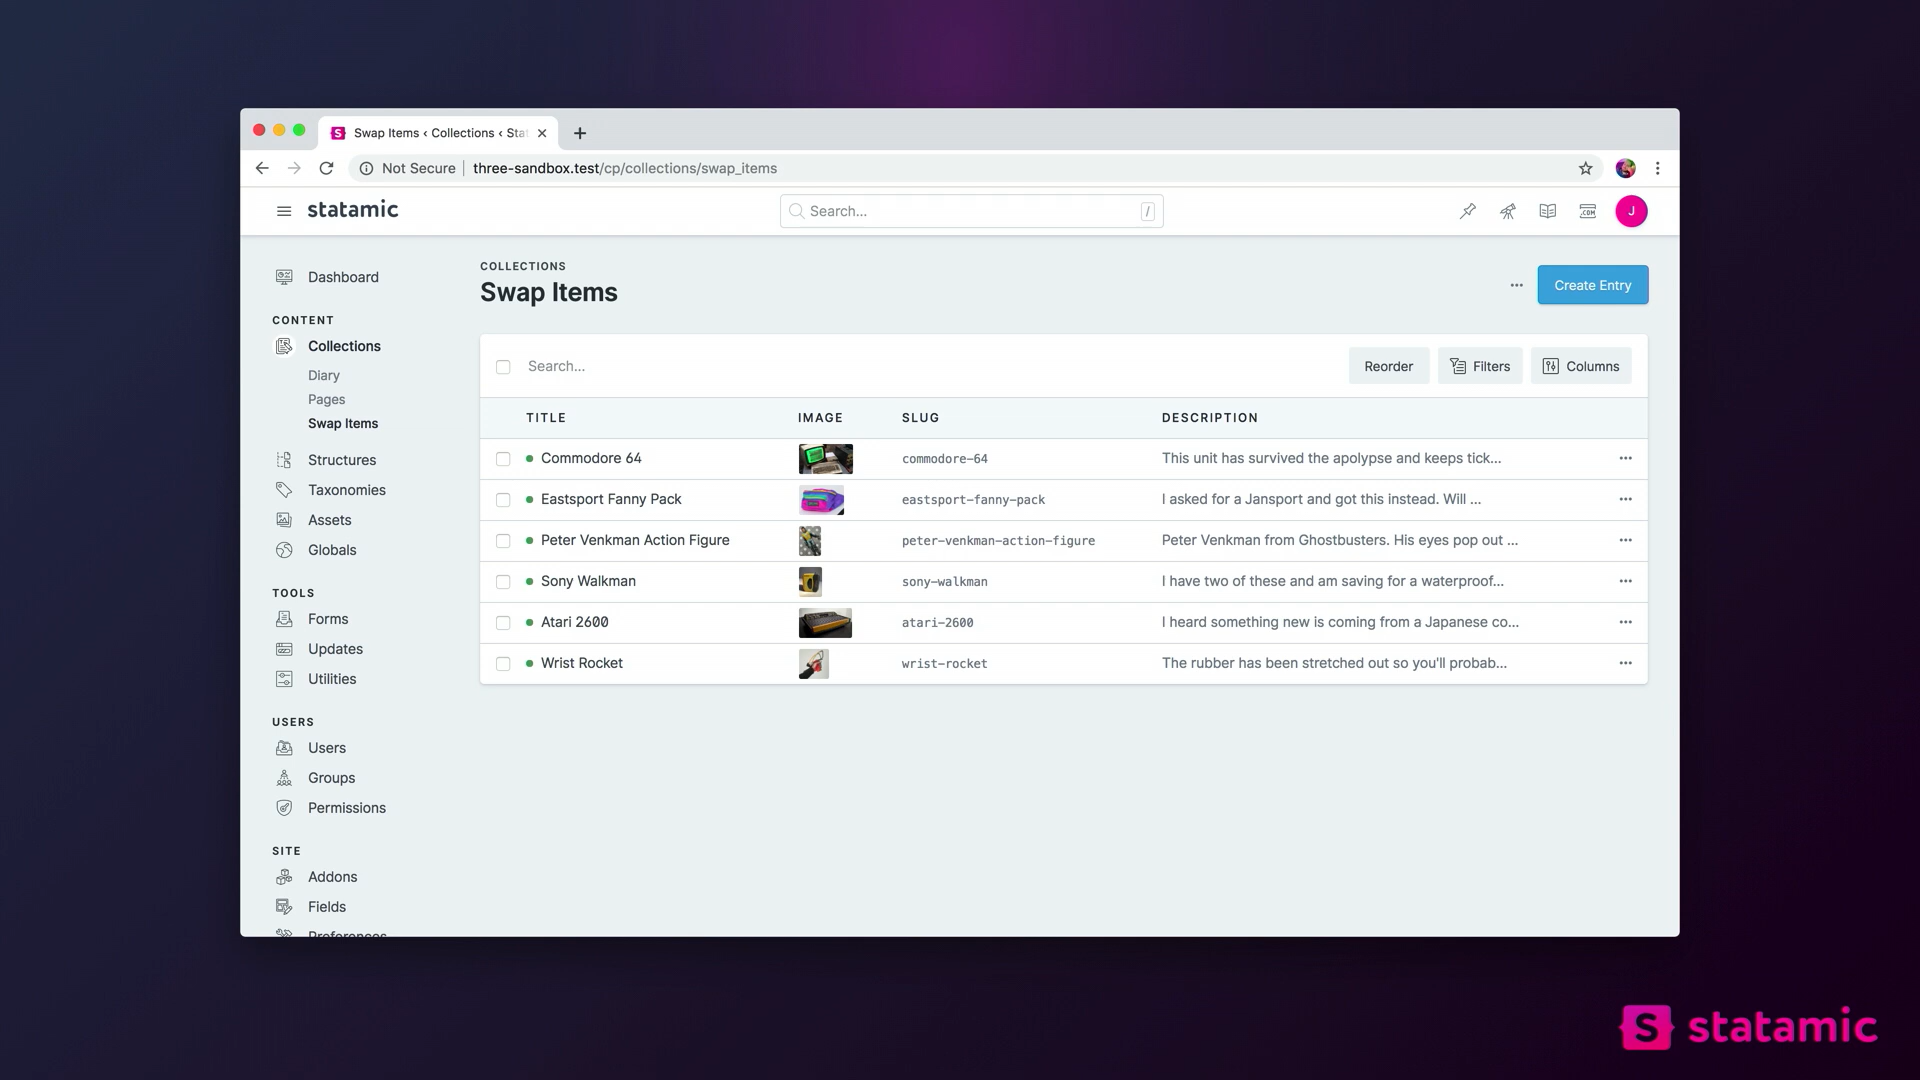 Swap Items ‹ Collections ‹ Sta
Not Secure three-sandbox.test/cp/collections/swap_items
statamic
Search...
/
.COM
J
Dashboard
CONTENT
Collections
Diary
Pages
Swap Items
Structures
Taxonomies
Assets
Globals
TOOLS
Forms
Updates
Utilities
USERS
Users
Groups
Permissions
SITE
Addons
Fields
Preferences
COLLECTIONS
Swap Items
Create Entry
Search...
Reorder
Filters
Columns
TITLE IMAGE SLUG DESCRIPTION
Commodore 64 commodore-64 This unit has survived the apolypse and keeps tick...
Eastsport Fanny Pack eastsport-fanny-pack I asked for a Jansport and got this instead. Will ...
Peter Venkman Action Figure peter-venkman-action-figure Peter Venkman from Ghostbusters. His eyes pop out ...
Sony Walkman sony-walkman I have two of these and am saving for a waterproof...
Atari 2600 atari-2600 I heard something new is coming from a Japanese co...
Wrist Rocket wrist-rocket The rubber has been stretched out so you'll probab...
S statamic